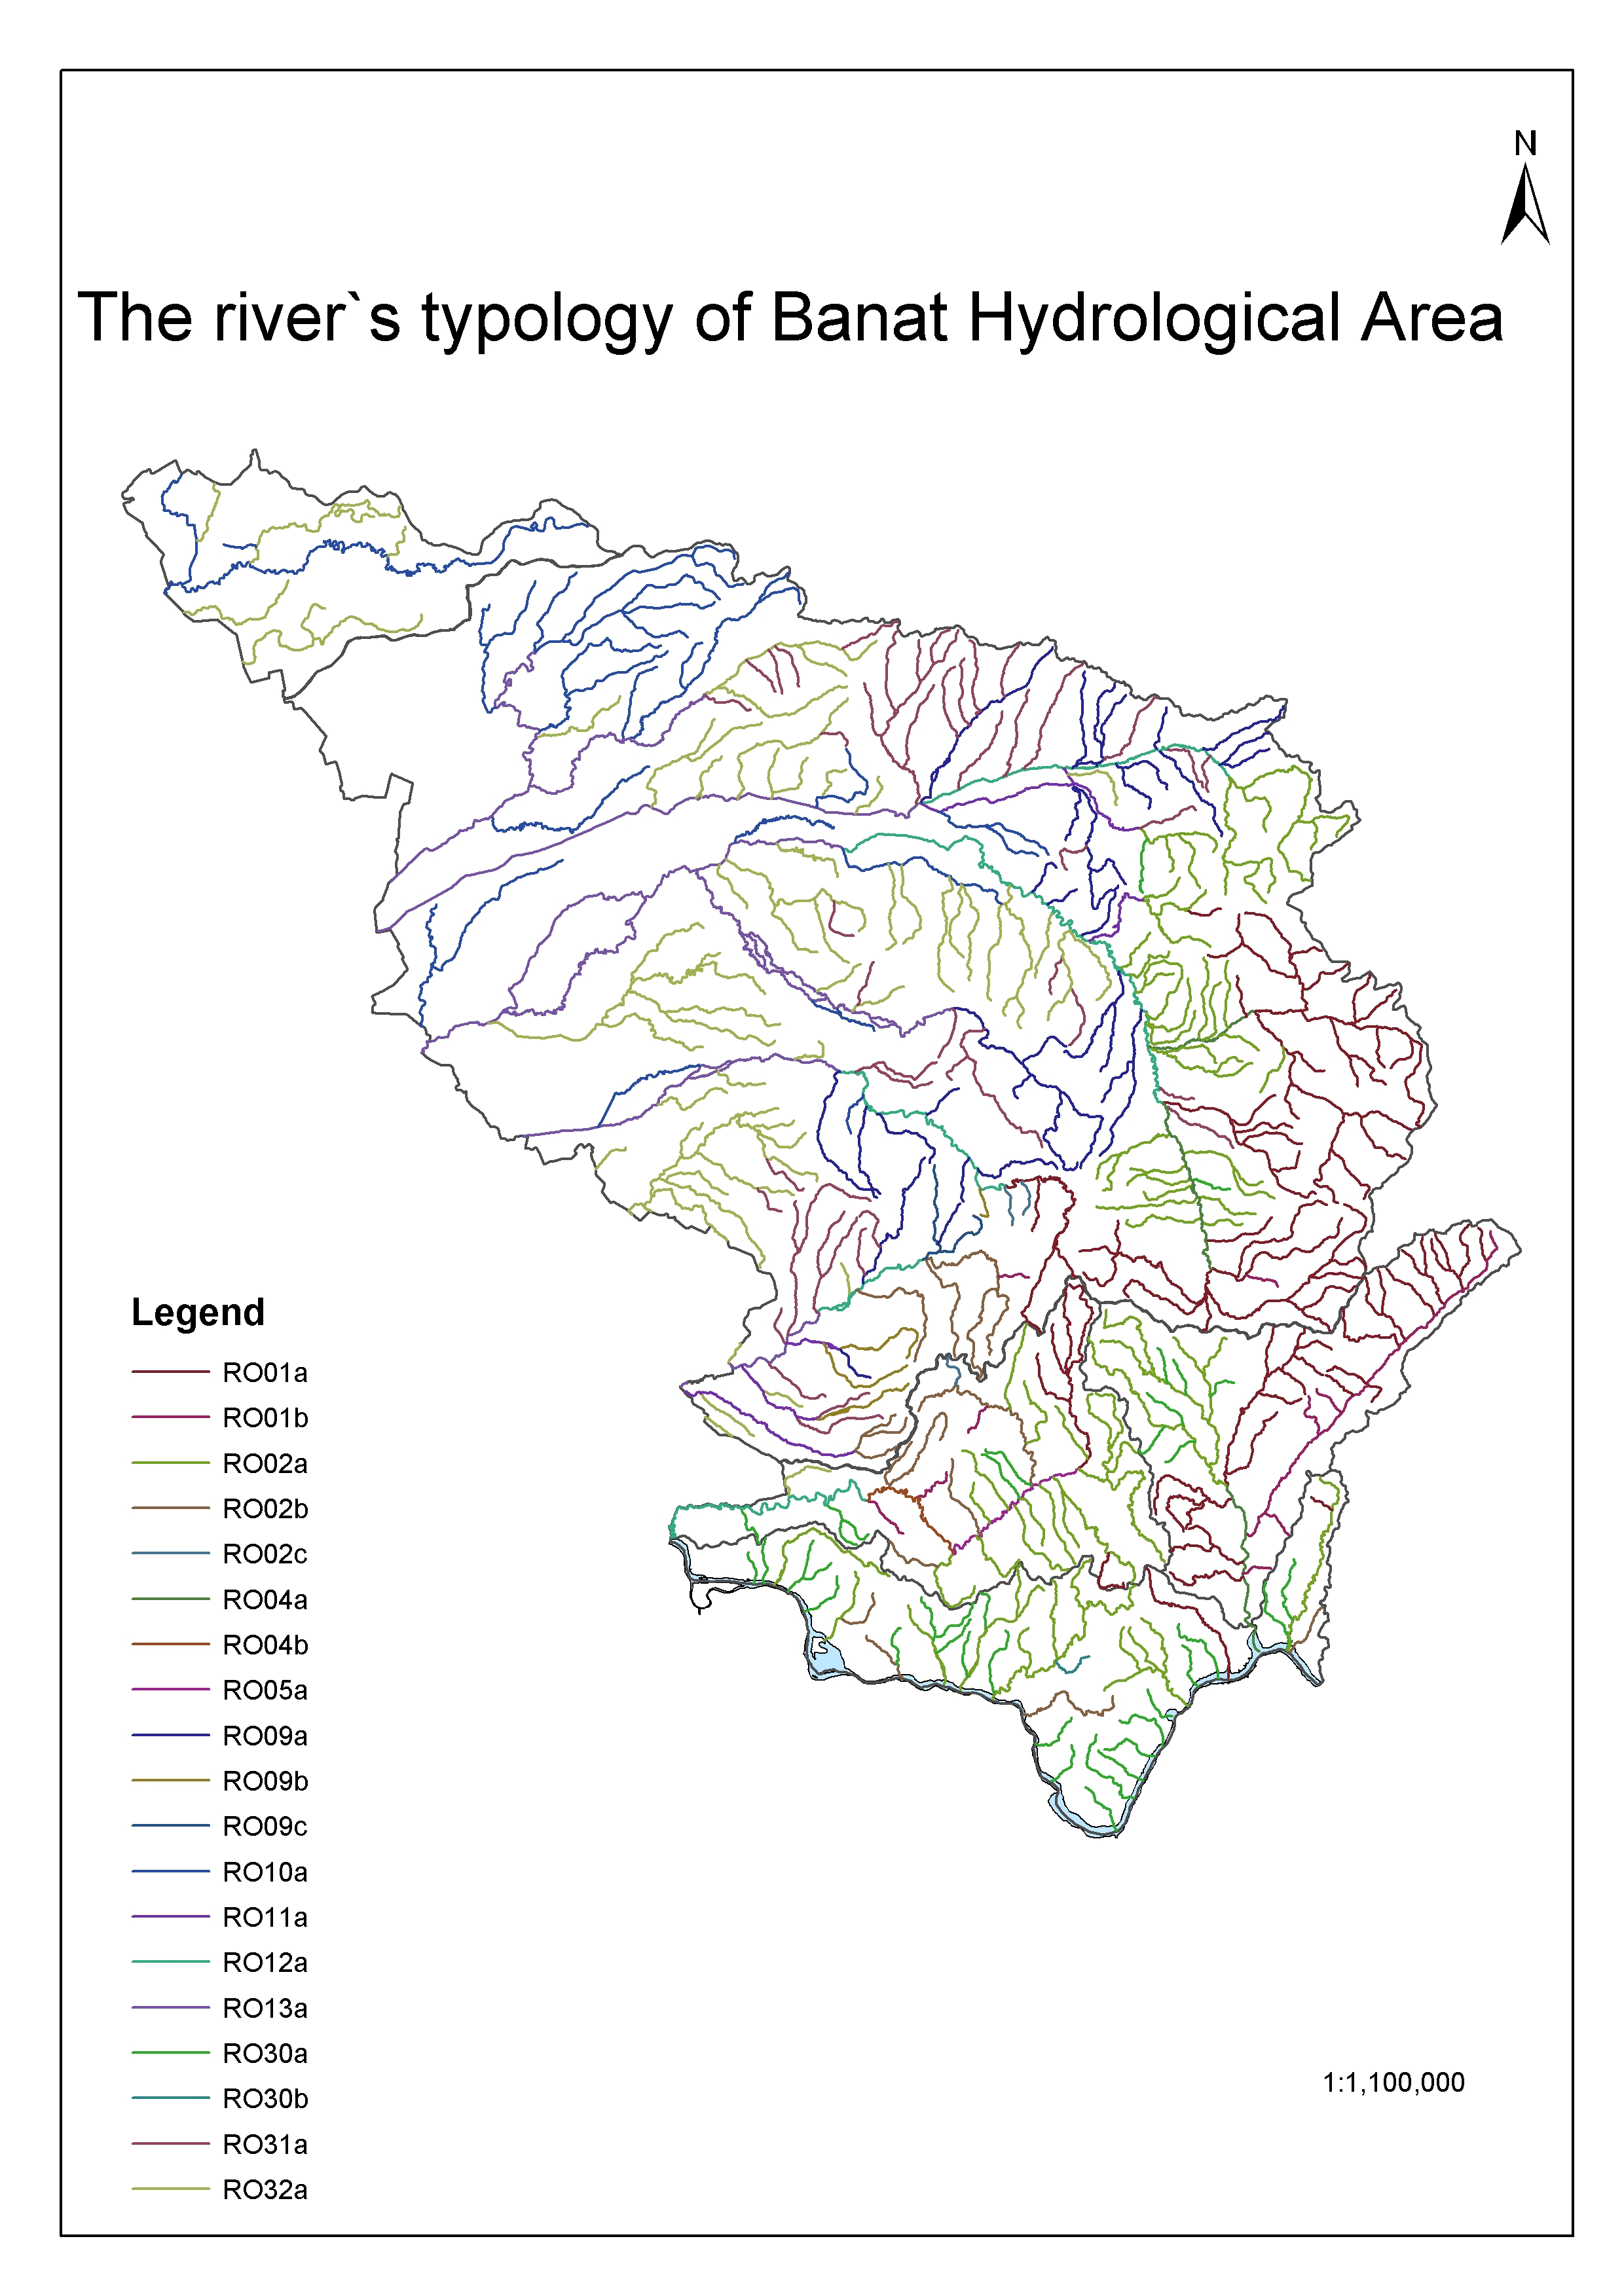 N
The river`s typology of Banat Hydrological Area
Legend
RO01a
RO01b
RO02a
RO02b
RO02c
RO04a
RO04b
RO05a
RO09a
RO09b
RO09c
RO10a
RO11a
RO12a
RO13a
RO30a
RO30b
RO31a
RO32a
1:1,100,000